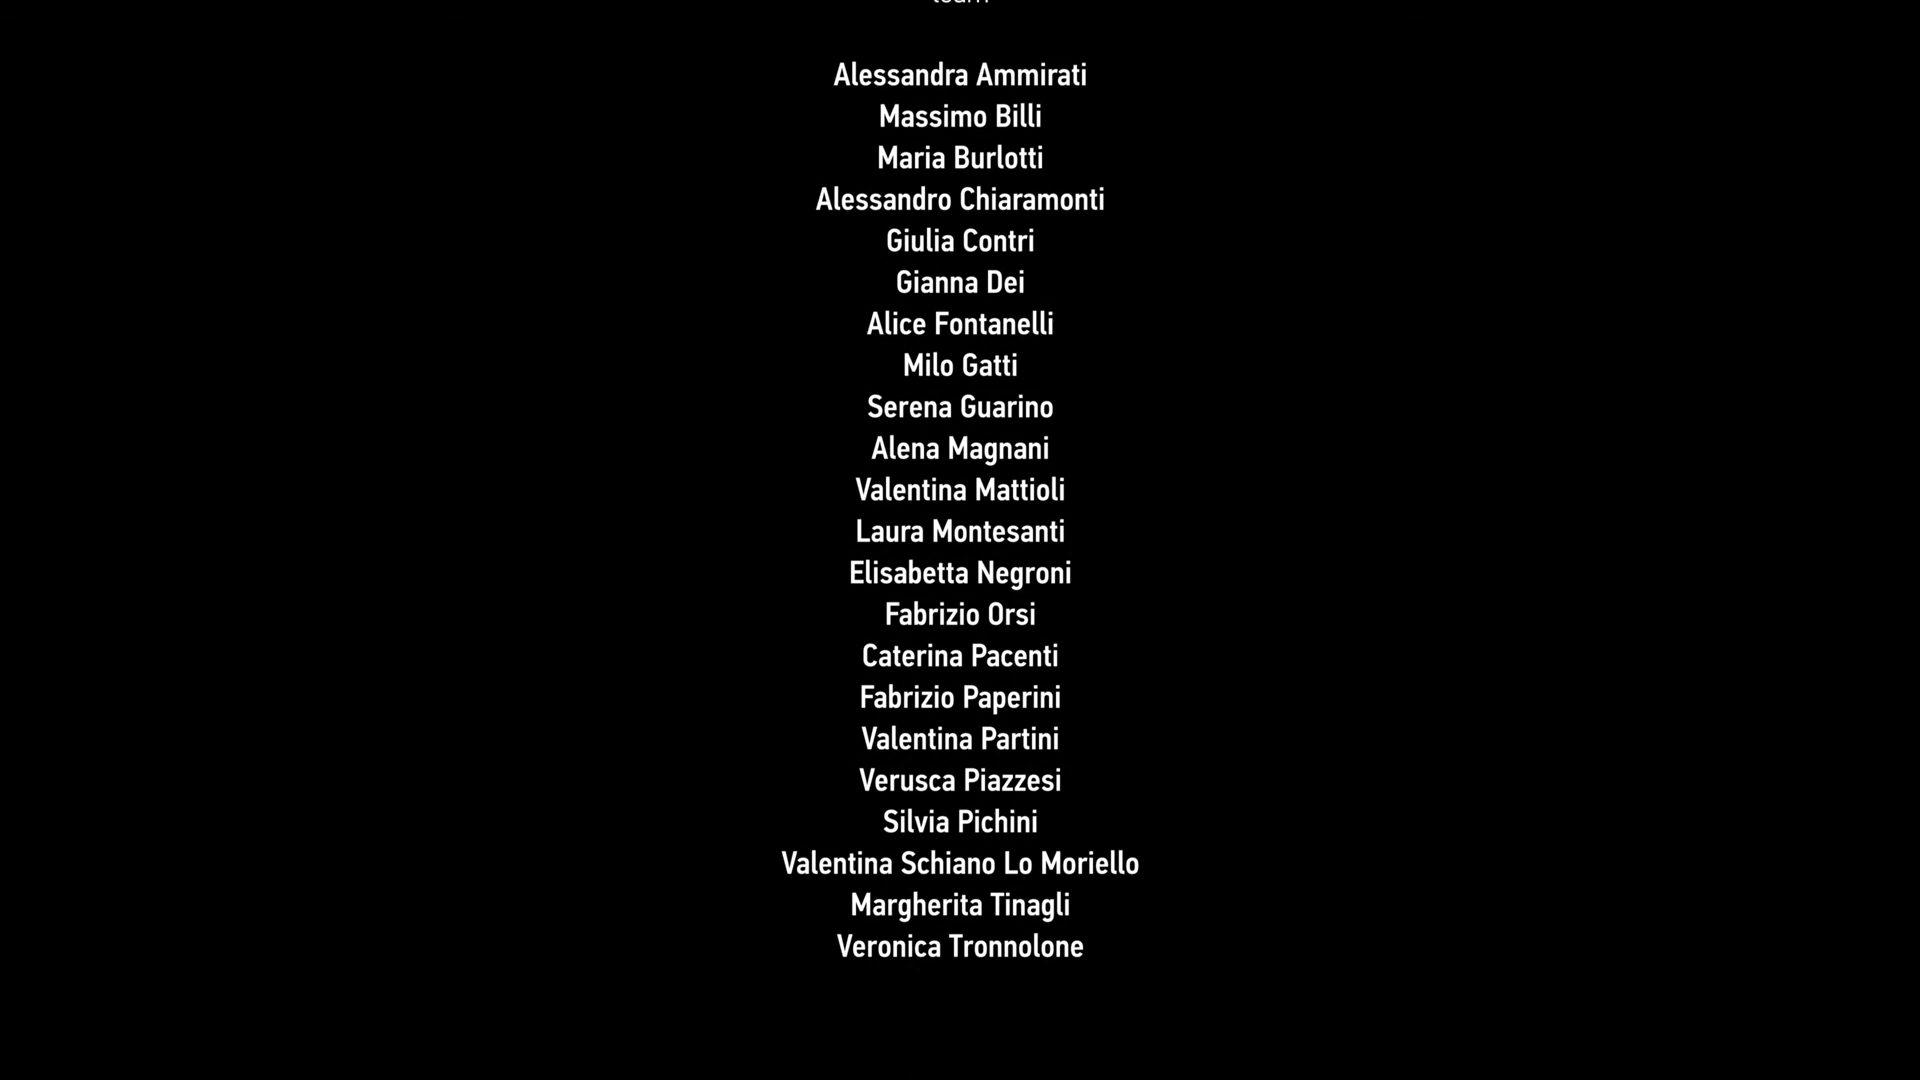 team
Alessandra Ammirati
Massimo Billi
Maria Burlotti
Alessandro Chiaramonti
Giulia Contri
Gianna Dei
Alice Fontanelli
Milo Gatti
Serena Guarino
Alena Magnani
Valentina Mattioli
Laura Montesanti
Elisabetta Negroni
Fabrizio Orsi
Caterina Pacenti
Fabrizio Paperini
Valentina Partini
Verusca Piazzesi
Silvia Pichini
Valentina Schiano Lo Moriello
Margherita Tinagli
Veronica Tronnolone